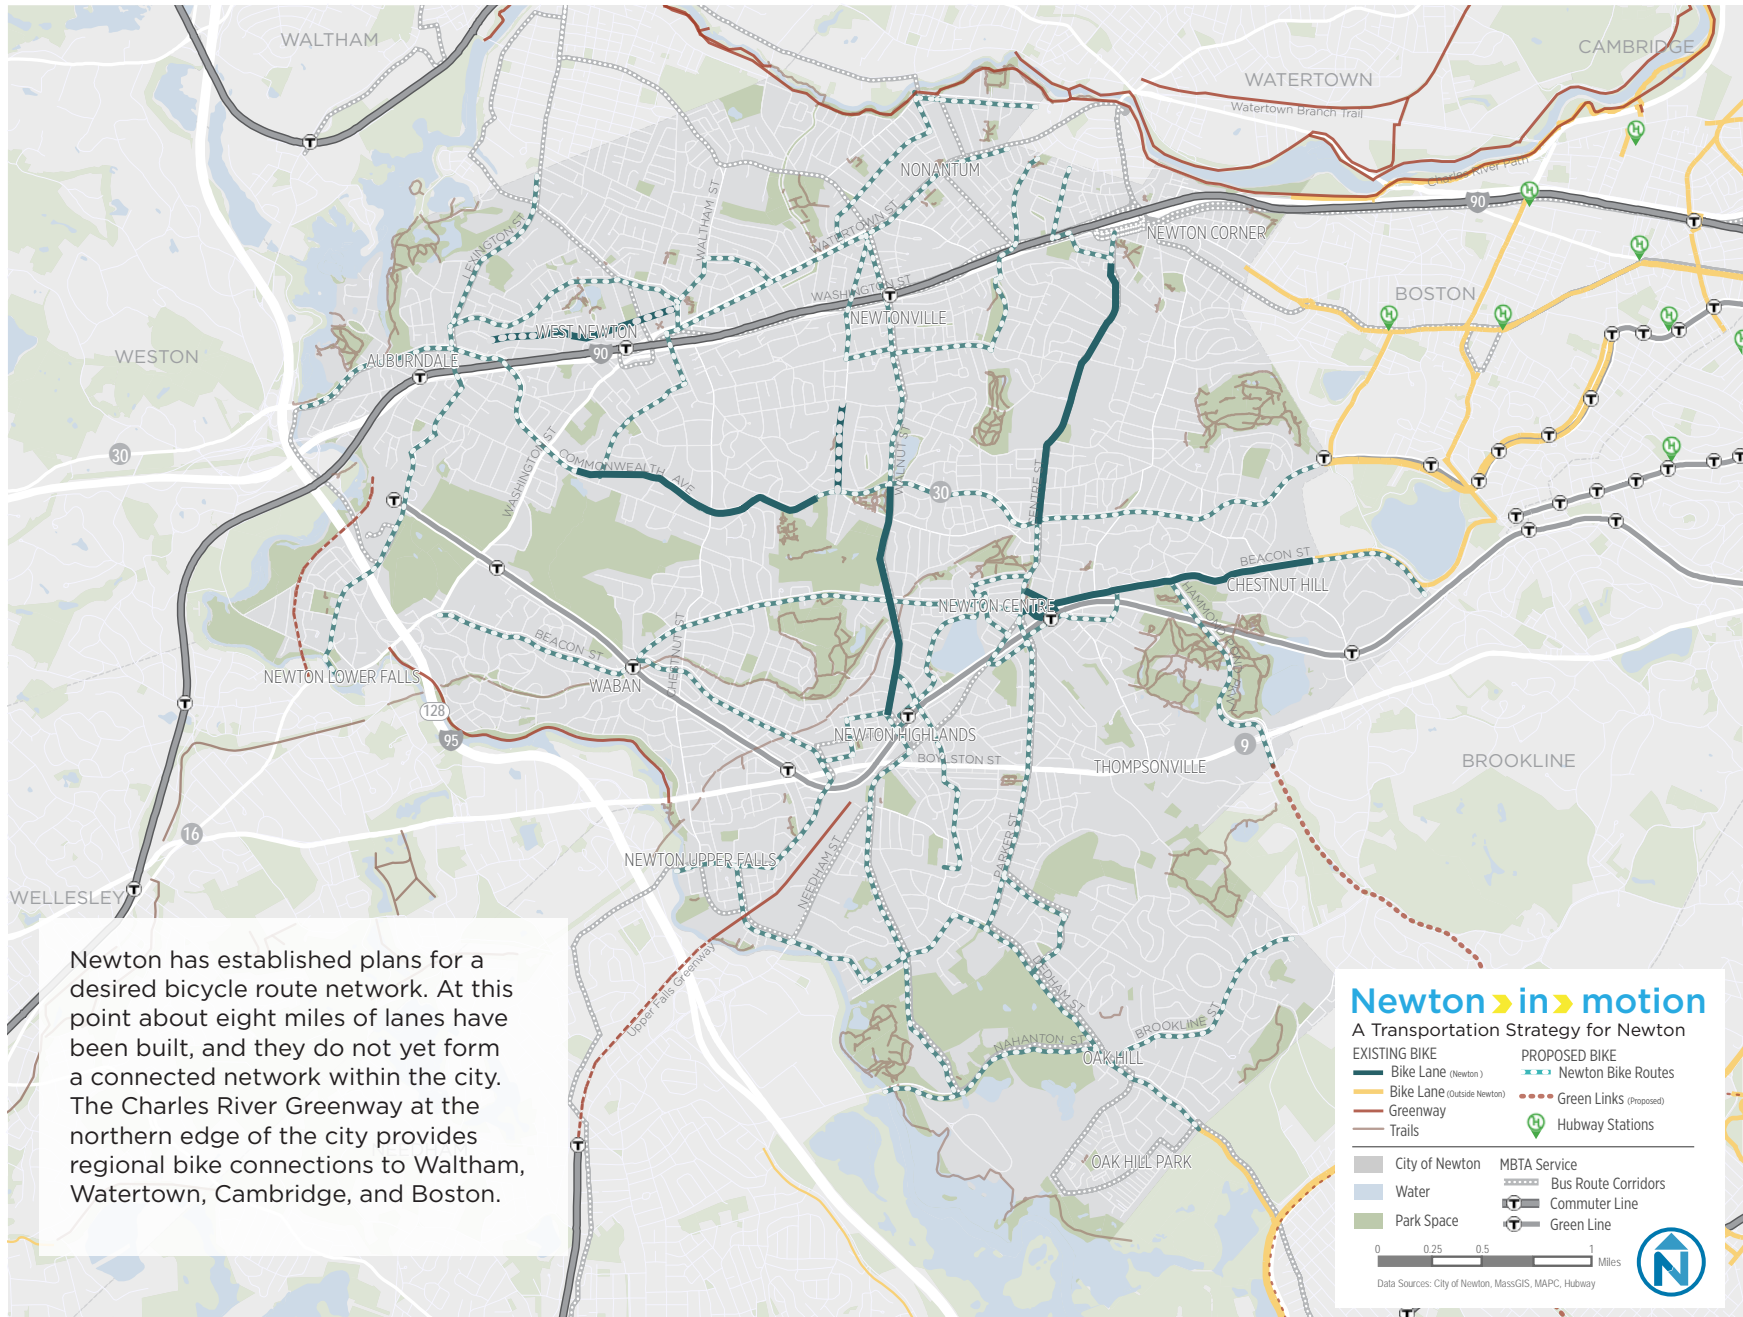 WALTHAM
CAMBRIDGE
WATERTOWN
Watertown Branch Trail
Charles River Path
NONANTUM
90
LEXINGTON ST
WALTHAM ST
WATERTOWN ST
NEWTON CORNER
WASHINGTON ST
BOSTON
NEWTONVILLE
WEST NEWTON
90
WESTON
AUBURNDALE
30
COMMONWEALTH AVE
WASHINGTON ST
WALNUT ST
30
CENTRE ST
BEACON ST
CHESTNUT HILL
NEWTON CENTRE
HAMMOND POND PKWY
BEACON ST
CHESTNUT ST
WABAN
NEWTON LOWER FALLS
128
95
NEWTON HIGHLANDS
BOYLSTON ST
THOMPSONVILLE
9
BROOKLINE
16
NEWTON UPPER FALLS
NEEDHAM ST
PARKER ST
WELLESLEY
Upper Falls Greenway
DEDHAM ST
BROOKLINE ST
NAHANTON ST
OAK HILL
OAK HILL PARK
Newton has established plans for a
desired bicycle route network. At this
point about eight miles of lanes have
been built, and they do not yet form
a connected network within the city.
The Charles River Greenway at the
northern edge of the city provides
regional bike connections to Waltham,
Watertown, Cambridge, and Boston.
Newton in motion
A Transportation Strategy for Newton
EXISTING BIKE
Bike Lane (Newton )
Bike Lane (Outside Newton)
Greenway
Trails
PROPOSED BIKE
Newton Bike Routes
Green Links (Proposed)
Hubway Stations
City of Newton
Water
Park Space
MBTA Service
Bus Route Corridors
Commuter Line
Green Line
0 0.25 0.5 1
Miles
Data Sources: City of Newton, MassGIS, MAPC, Hubway
N